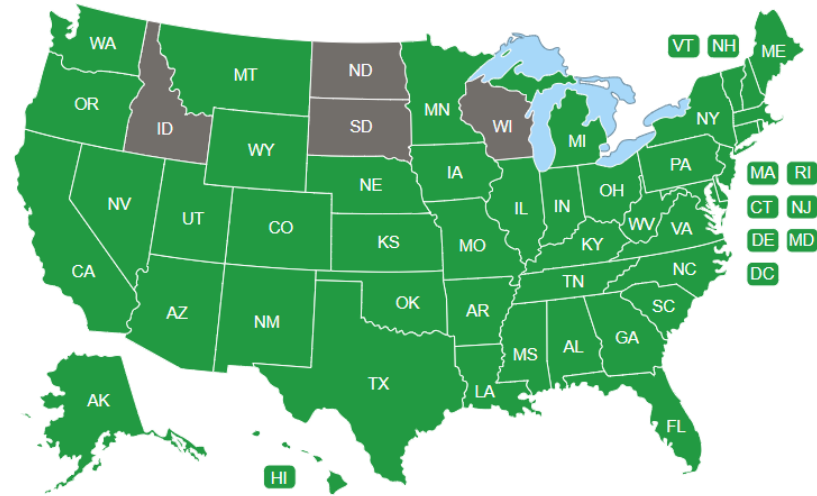 WA
MT
ND
MN
VT
NH
ME
OR
ID
SD
WI
MI
NY
WY
IA
PA
NE
NV
UT
CO
IL
IN
OH
WV
VA
MA
RI
CT
NJ
DE
MD
DC
KS
MO
KY
CA
AZ
NM
OK
AR
TN
NC
SC
MS
AL
GA
TX
LA
FL
AK
HI